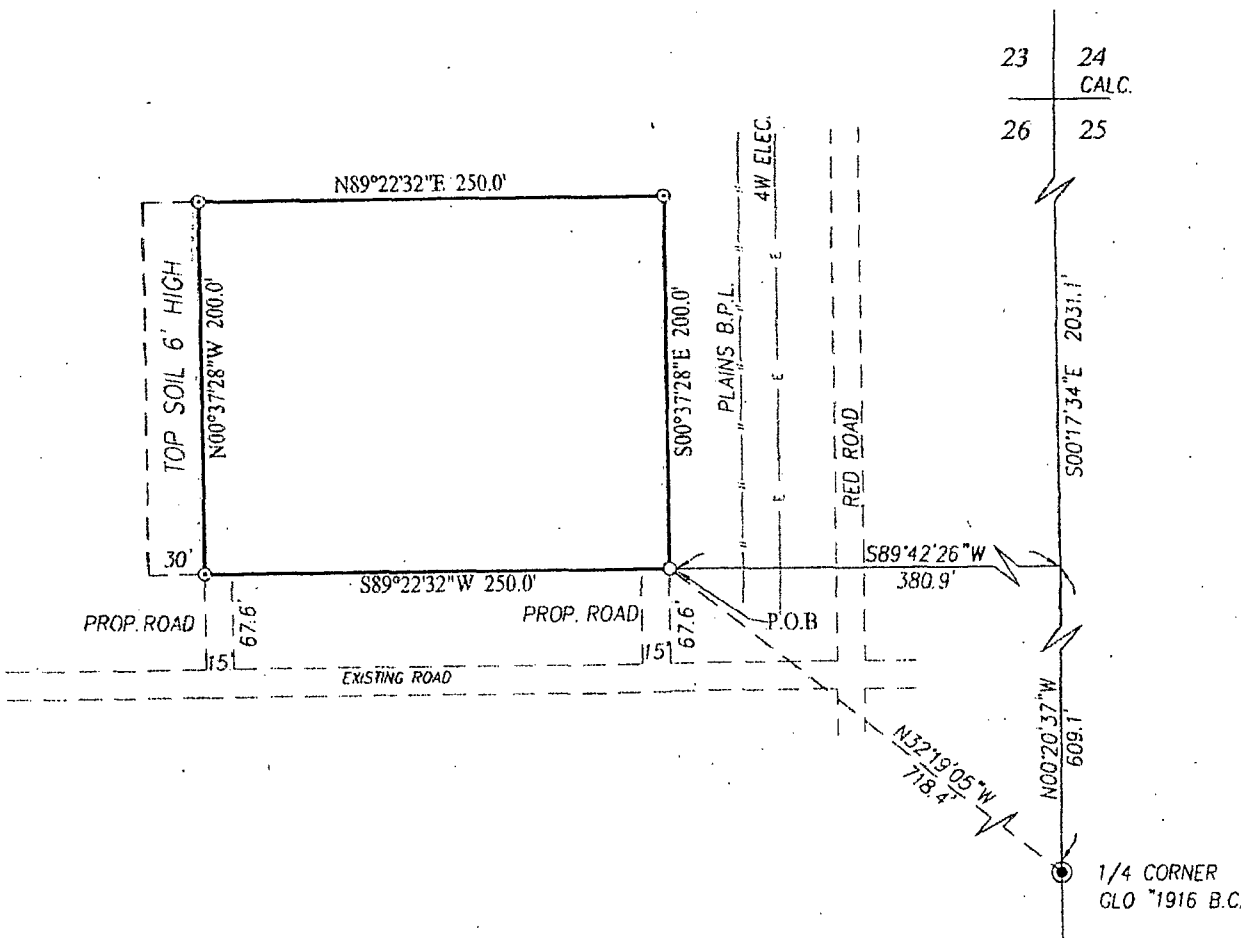 23 24
CALC.
26 25
N89°22'32"E 250.0'
4W ELEC.
TOP SOIL 6' HIGH
N00°37'28"W 200.0'
S00°37'28"E 200.0'
PLAINS B.P.L.
E
E
E
RED ROAD
S00°17'34"E 2031.1'
30'
S89°22'32"W 250.0'
S89°42'26"W
380.9'
PROP. ROAD
67.6'
15'
PROP. ROAD
67.6'
15'
P.O.B
EXISTING ROAD
N32°19'05"W
718.4'
N00°20'37"W
609.1'
1/4 CORNER
GLO "1916 B.C.